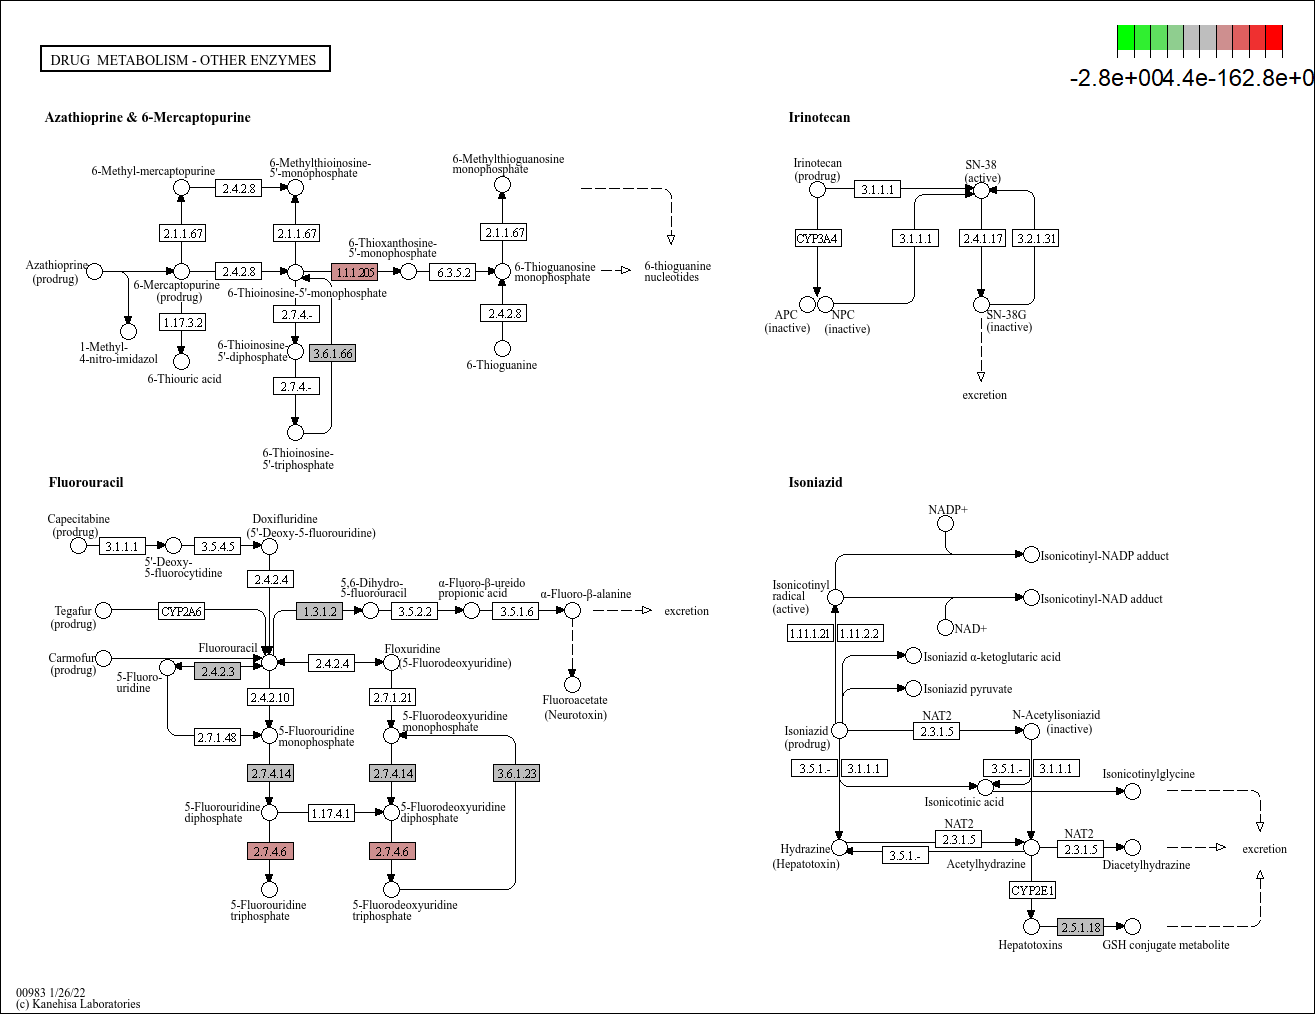 DRUG METABOLISM - OTHER ENZYMES
-2.8e+004.4e-162.8e+0
Azathioprine & 6-Mercaptopurine
6-Methyl-mercaptopurine
2.4.2.8
6-Methylthioinosine-
5'-monophosphate
6-Methylthioguanosine
monophosphate
2.1.1.67
2.1.1.67
2.1.1.67
Azathioprine
(prodrug)
6-Mercaptopurine
(prodrug)
2.4.2.8
6-Thioinosine-5'-monophosphate
1.1.1.205
6-Thioxanthosine-
5'-monophosphate
6.3.5.2
6-Thioguanosine
monophosphate
6-thioguanine
nucleotides
1-Methyl-
4-nitro-imidazol
1.17.3.2
6-Thiouric acid
2.7.4.-
6-Thioinosine-
5'-diphosphate
3.6.1.66
2.7.4.-
6-Thioinosine-
5'-triphosphate
2.4.2.8
6-Thioguanine
Irinotecan
Irinotecan
(prodrug)
3.1.1.1
SN-38
(active)
CYP3A4
3.1.1.1
2.4.1.17
3.2.1.31
APC
(inactive)
NPC
(inactive)
SN-38G
(inactive)
excretion
Fluorouracil
Capecitabine
(prodrug)
3.1.1.1
5'-Deoxy-
5-fluorocytidine
3.5.4.5
Doxifluridine
(5'-Deoxy-5-fluorouridine)
2.4.2.4
Tegafur
(prodrug)
CYP2A6
1.3.1.2
5,6-Dihydro-
5-fluorouracil
3.5.2.2
α-Fluoro-β-ureido
propionic acid
3.5.1.6
α-Fluoro-β-alanine
excretion
Fluoroacetate
(Neurotoxin)
Carmofur
(prodrug)
Fluorouracil
5-Fluoro-
uridine
2.4.2.3
2.4.2.4
Floxuridine
(5-Fluorodeoxyuridine)
2.4.2.10
2.7.1.21
2.7.1.48
5-Fluorouridine
monophosphate
5-Fluorodeoxyuridine
monophosphate
2.7.4.14
2.7.4.14
3.6.1.23
5-Fluorouridine
diphosphate
1.17.4.1
5-Fluorodeoxyuridine
diphosphate
2.7.4.6
2.7.4.6
5-Fluorouridine
triphosphate
5-Fluorodeoxyuridine
triphosphate
Isoniazid
NADP+
Isonicotinyl-NADP adduct
Isonicotinyl
radical
(active)
Isonicotinyl-NAD adduct
NAD+
1.11.1.21
1.11.2.2
Isoniazid α-ketoglutaric acid
Isoniazid pyruvate
Isoniazid
(prodrug)
NAT2
2.3.1.5
N-Acetylisoniazid
(inactive)
3.5.1.-
3.1.1.1
3.5.1.-
3.1.1.1
Isonicotinic acid
Isonicotinylglycine
Hydrazine
(Hepatotoxin)
NAT2
2.3.1.5
3.5.1.-
Acetylhydrazine
NAT2
2.3.1.5
Diacetylhydrazine
excretion
CYP2E1
Hepatotoxins
2.5.1.18
GSH conjugate metabolite
00983 1/26/22
(c) Kanehisa Laboratories